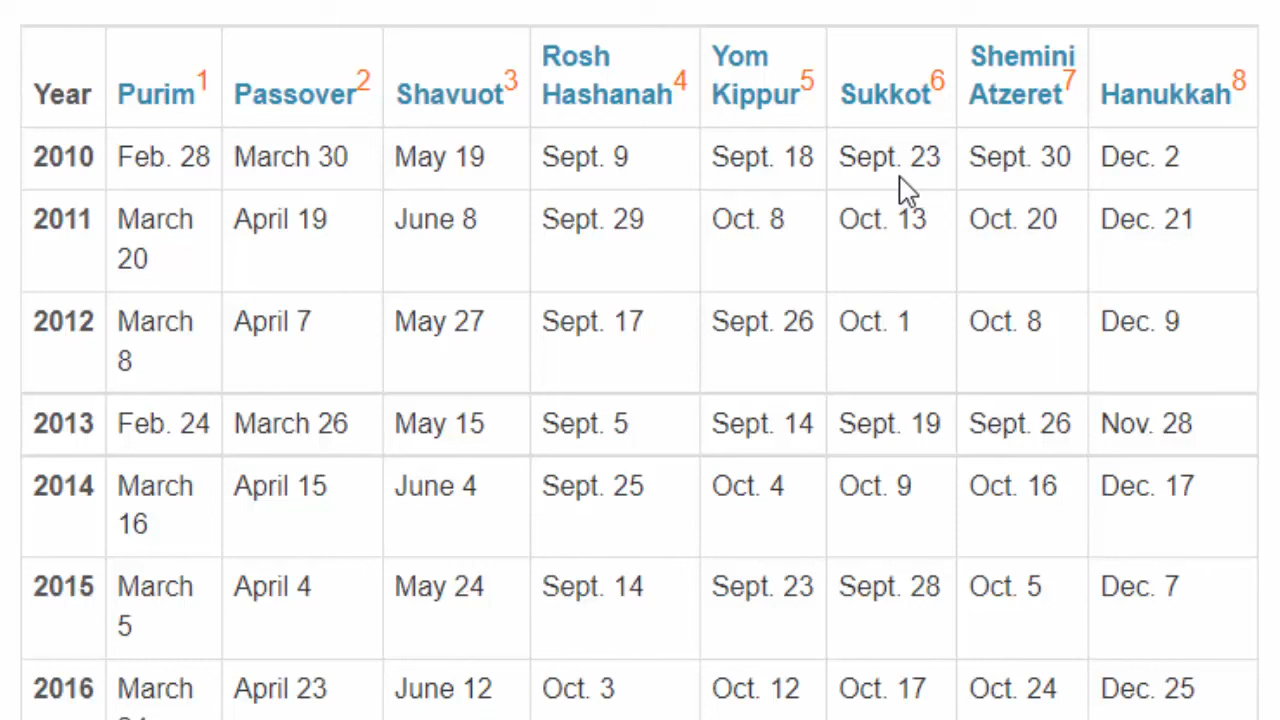 Year Purim1 Passover2 Shavuot3 Rosh Hashanah4 Yom Kippur5 Sukkot6 Shemini Atzeret7 Hanukkah8
2010 Feb. 28 March 30 May 19 Sept. 9 Sept. 18 Sept. 23 Sept. 30 Dec. 2
2011 March 20 April 19 June 8 Sept. 29 Oct. 8 Oct. 13 Oct. 20 Dec. 21
2012 March 8 April 7 May 27 Sept. 17 Sept. 26 Oct. 1 Oct. 8 Dec. 9
2013 Feb. 24 March 26 May 15 Sept. 5 Sept. 14 Sept. 19 Sept. 26 Nov. 28
2014 March 16 April 15 June 4 Sept. 25 Oct. 4 Oct. 9 Oct. 16 Dec. 17
2015 March 5 April 4 May 24 Sept. 14 Sept. 23 Sept. 28 Oct. 5 Dec. 7
2016 March April 23 June 12 Oct. 3 Oct. 12 Oct. 17 Oct. 24 Dec. 25